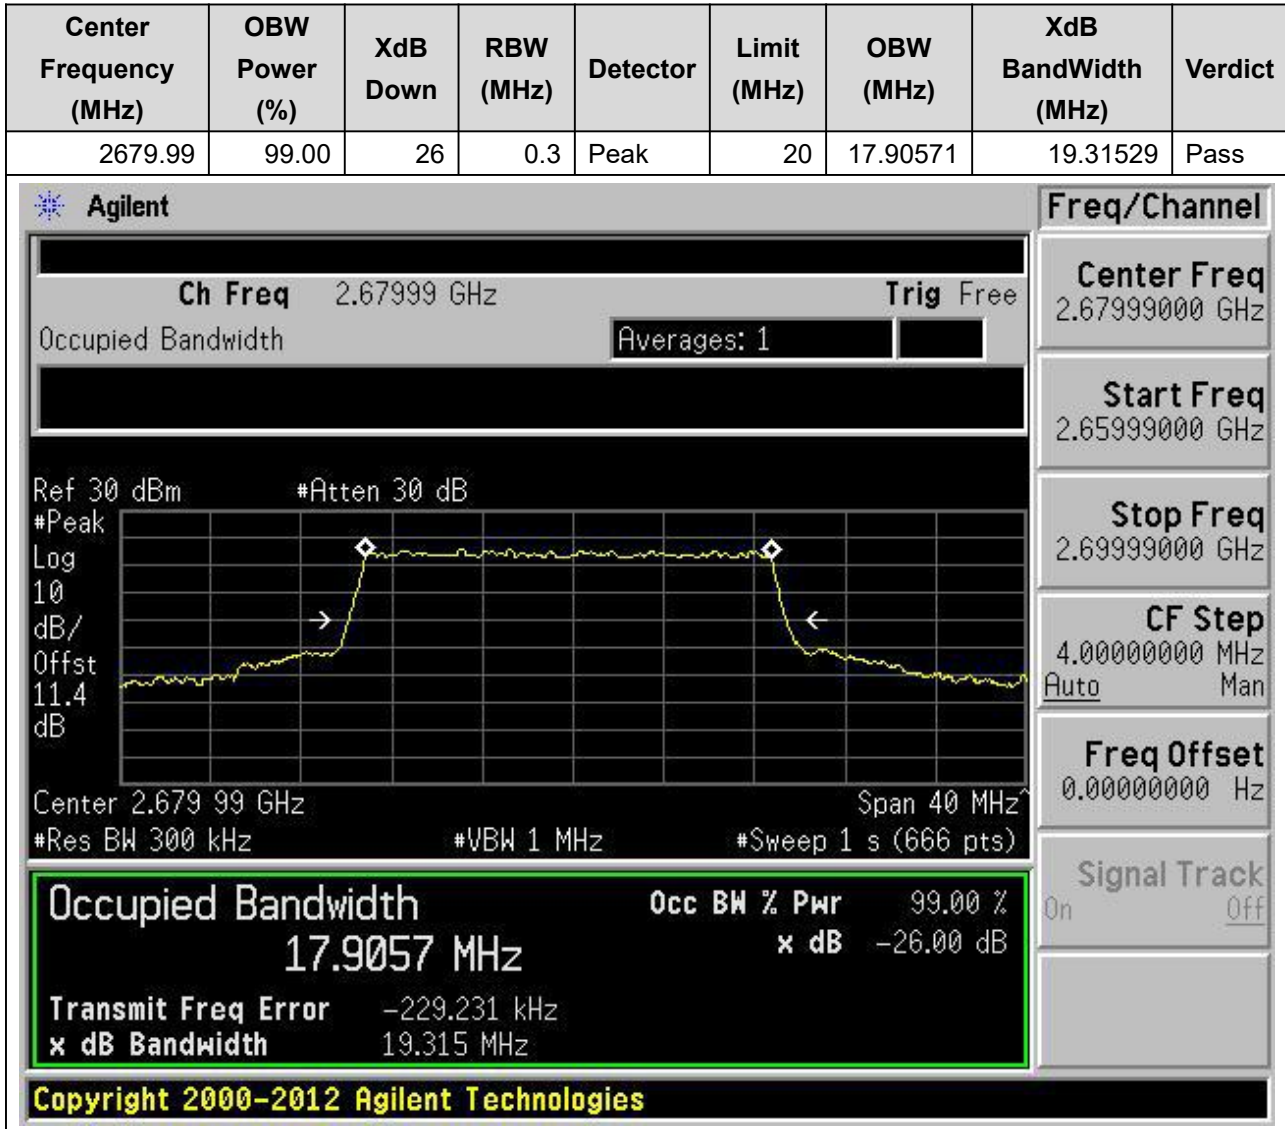 Center Frequency (MHz) OBW Power (%) XdB Down RBW (MHz) Detector Limit (MHz) OBW (MHz) XdB BandWidth (MHz) Verdict
2679.99 99.00 26 0.3 Peak 20 17.90571 19.31529 Pass
Agilent
Ch Freq 2.67999 GHz Trig Free
Occupied Bandwidth Averages: 1
Ref 30 dBm #Atten 30 dB
#Peak
Log
10
dB/
Offst
11.4
dB
Center 2.679 99 GHz Span 40 MHz^
#Res BW 300 kHz #VBW 1 MHz #Sweep 1 s (666 pts)
Occupied Bandwidth Occ BW % Pwr 99.00 %
17.9057 MHz x dB -26.00 dB
Transmit Freq Error -229.231 kHz
x dB Bandwidth 19.315 MHz
Copyright 2000-2012 Agilent Technologies
Freq/Channel
Center Freq
2.67999000 GHz
Start Freq
2.65999000 GHz
Stop Freq
2.69999000 GHz
CF Step
4.00000000 MHz
Auto Man
Freq Offset
0.00000000 Hz
Signal Track
On Off